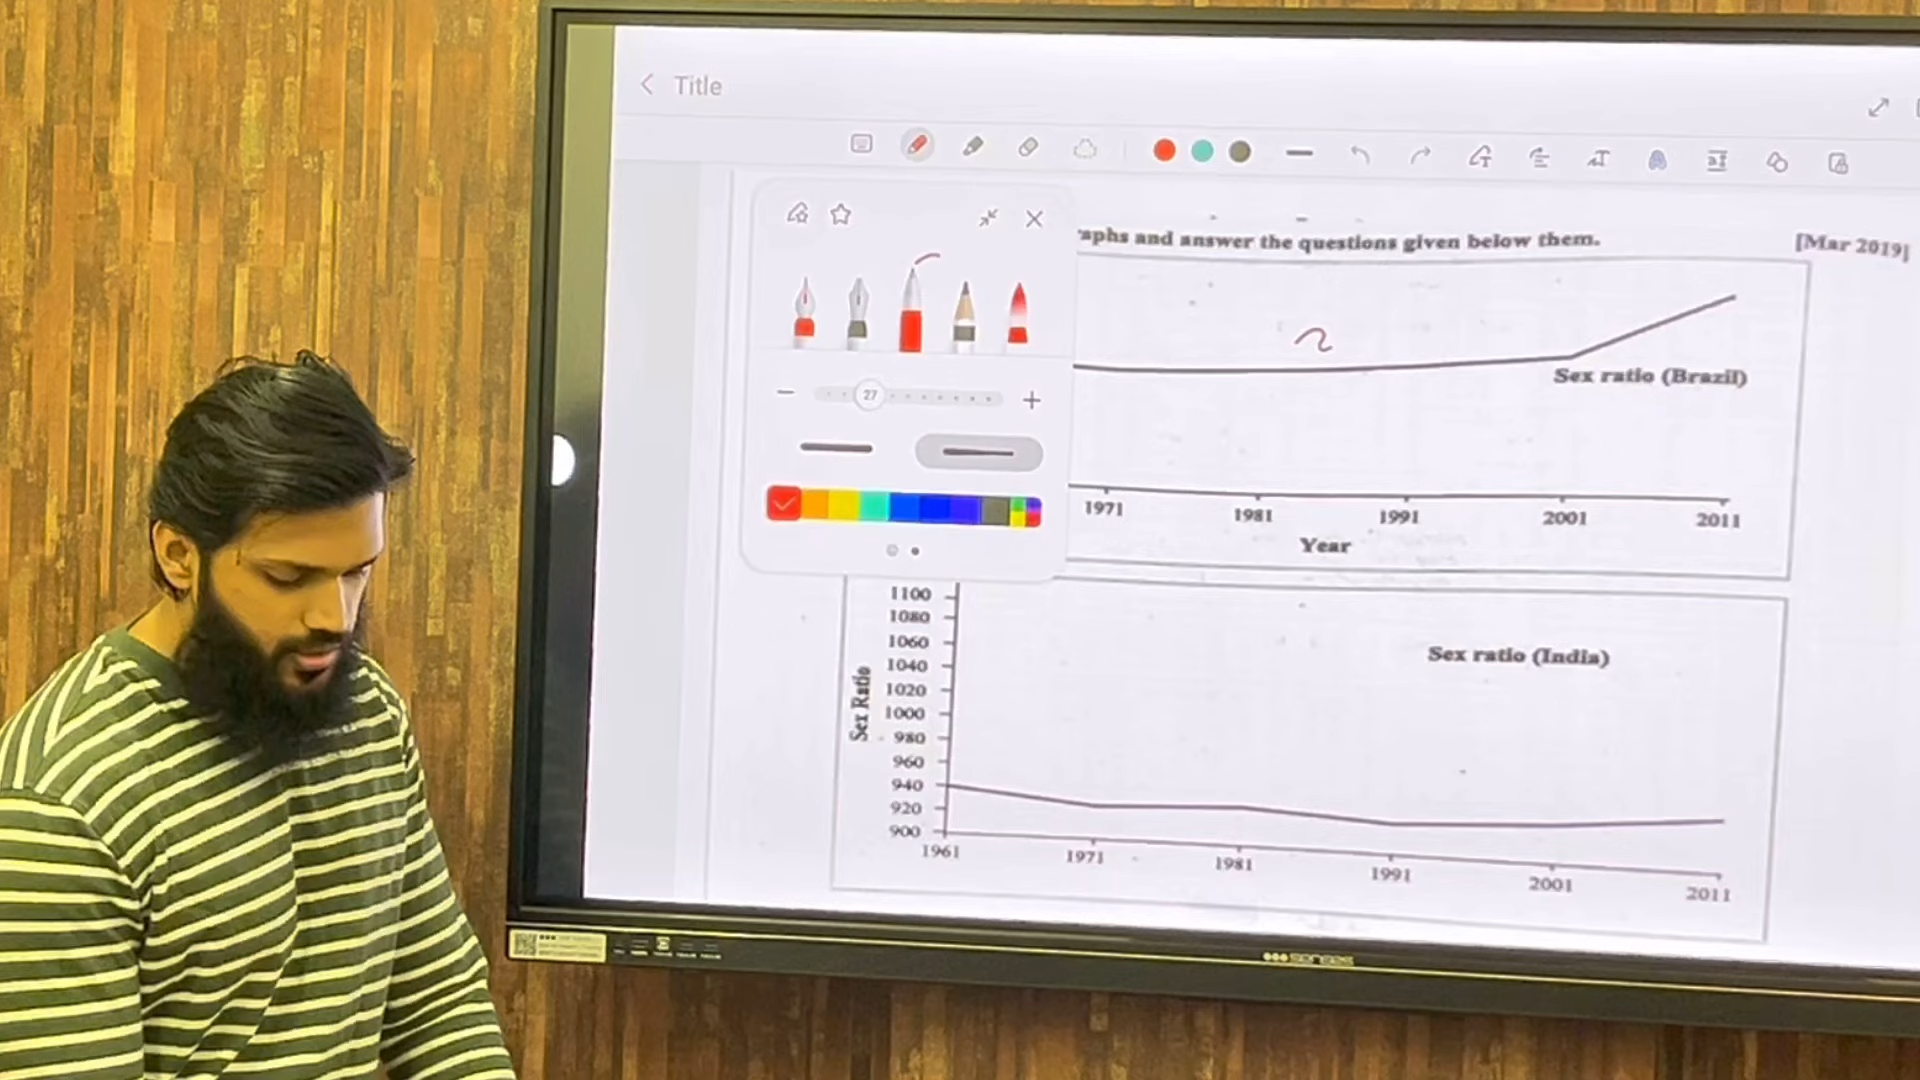 Title
aphs and answer the questions given below them. [Mar 2019]
Sex ratio (Brazil)
27
1971 1981 1991 2001 2011
Year
Sex ratio (India)
Sex Ratio
1100
1080
1060
1040
1020
1000
980
960
940
920
900
1961 1971 1981 1991 2001 2011